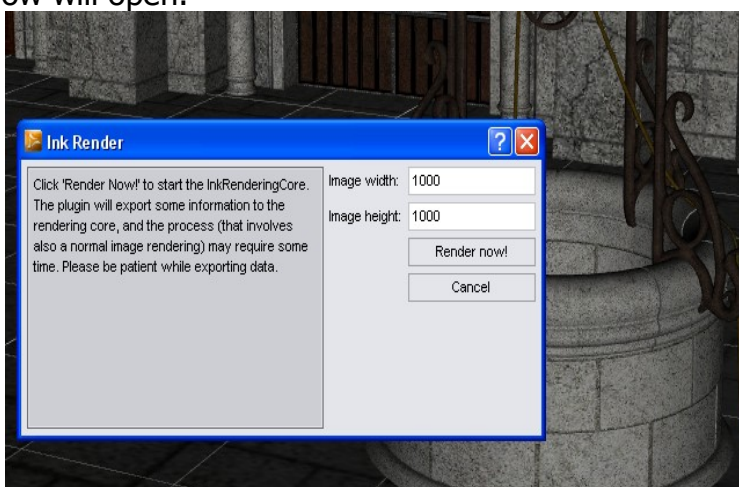 will open.
Ink Render
Click 'Render Now!' to start the InkRenderingCore.
The plugin will export some information to the
rendering core, and the process (that involves
also a normal image rendering) may require some
time. Please be patient while exporting data.
Image width: 1000
Image height: 1000
Render now!
Cancel